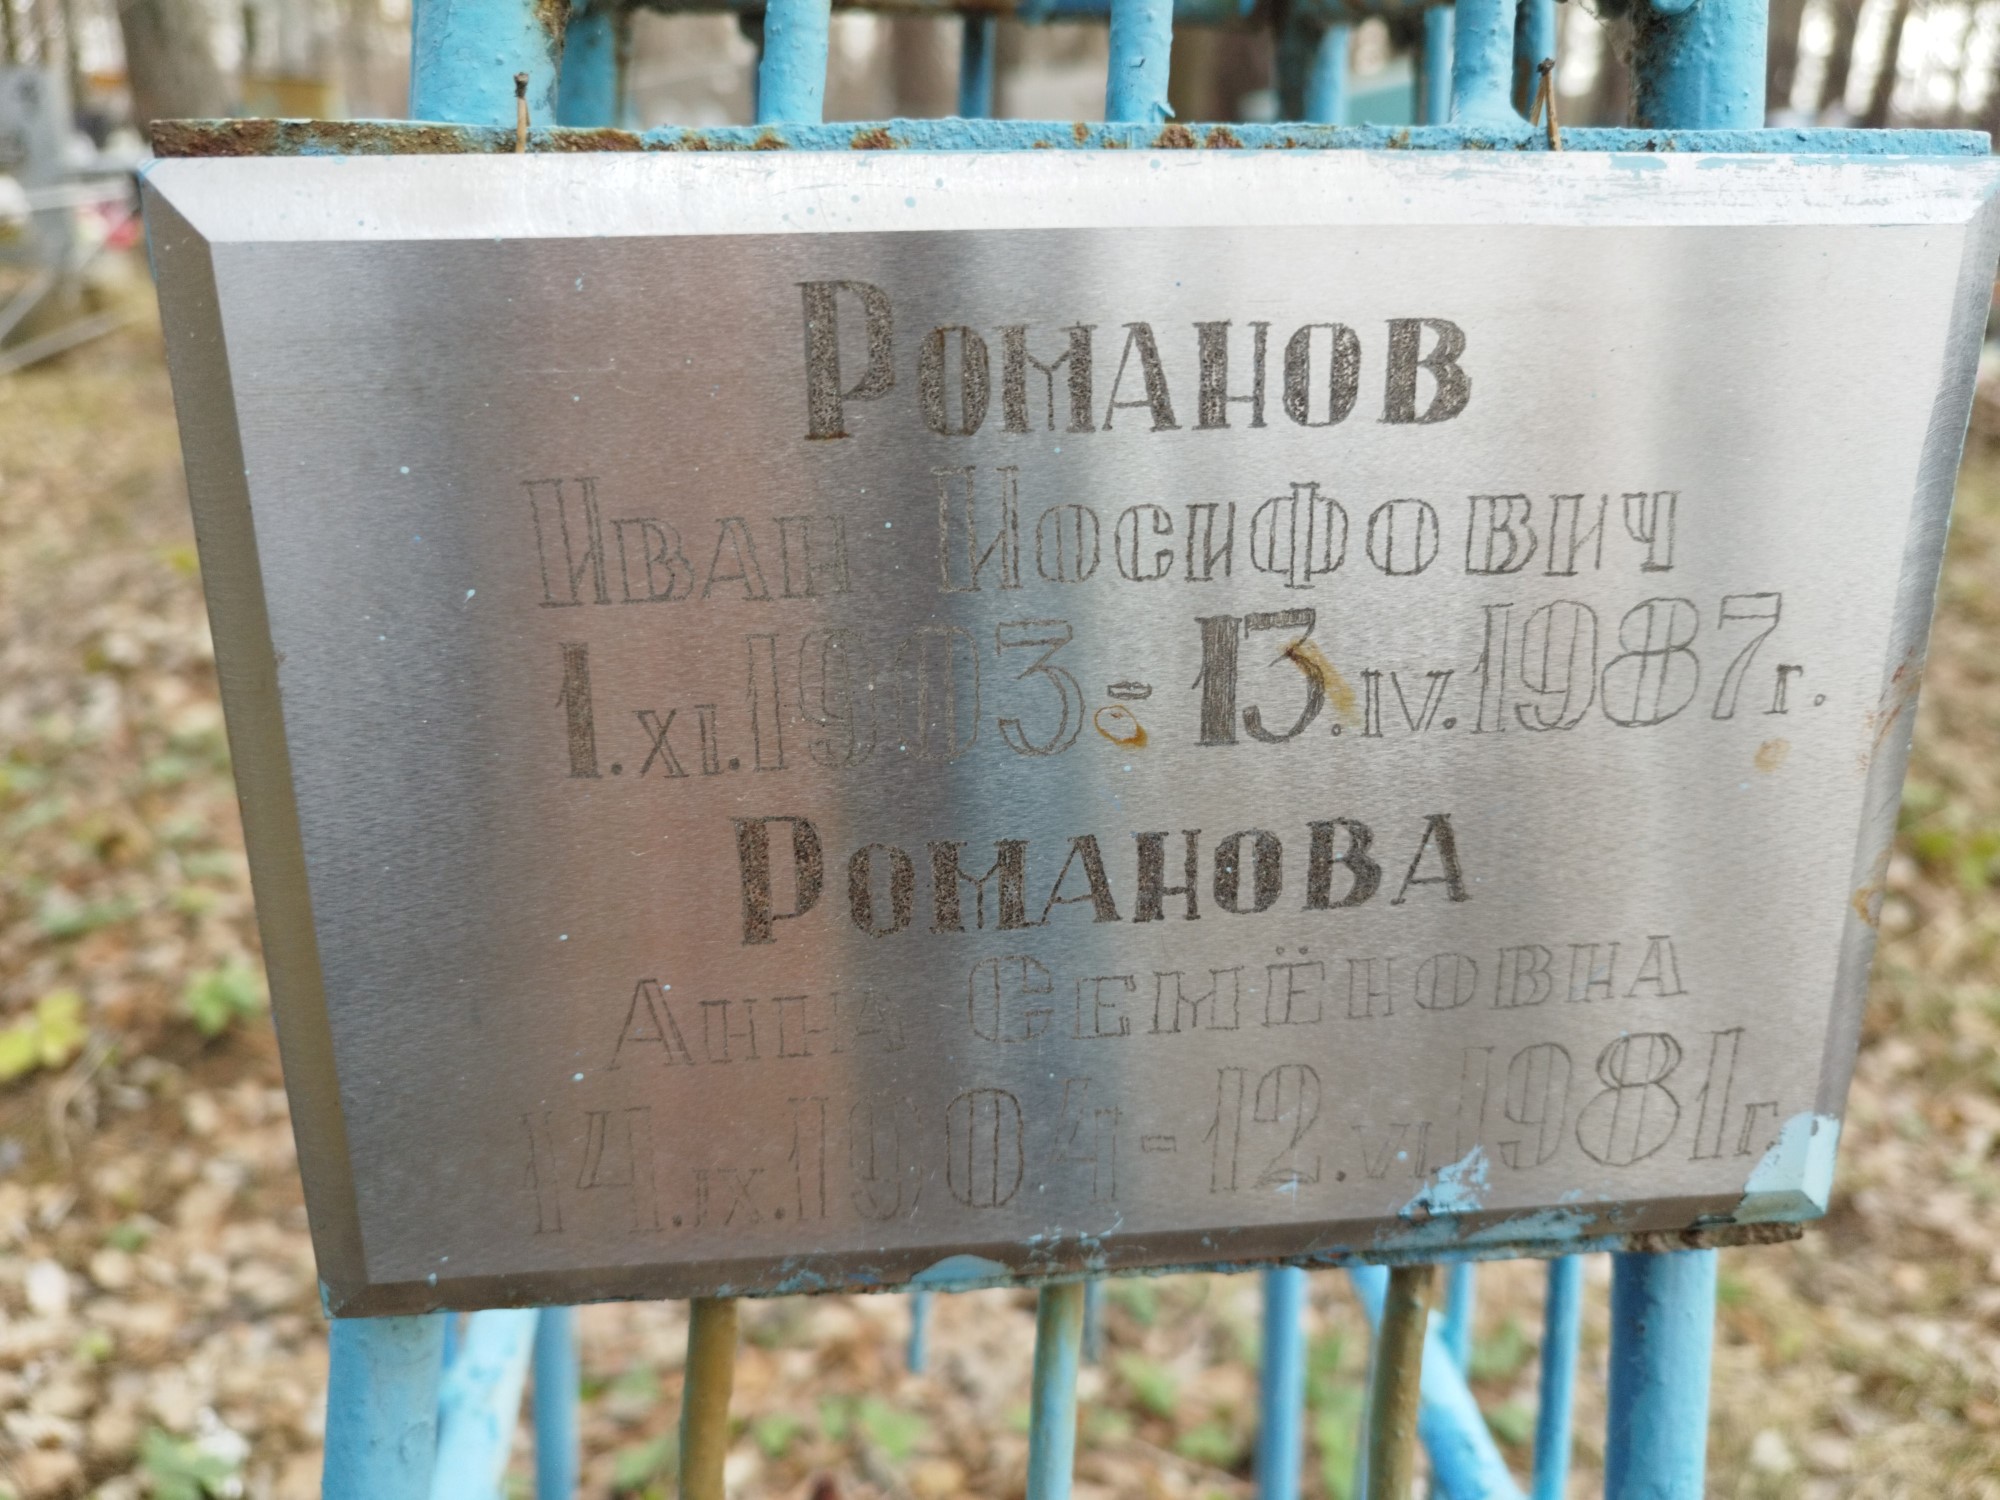 Романов
Иван Иосифович
1.XI.1903 - 13.IV.1987г.
Романова
Анна Семёновна
14.IX.1904 - 12.VI.1981г.